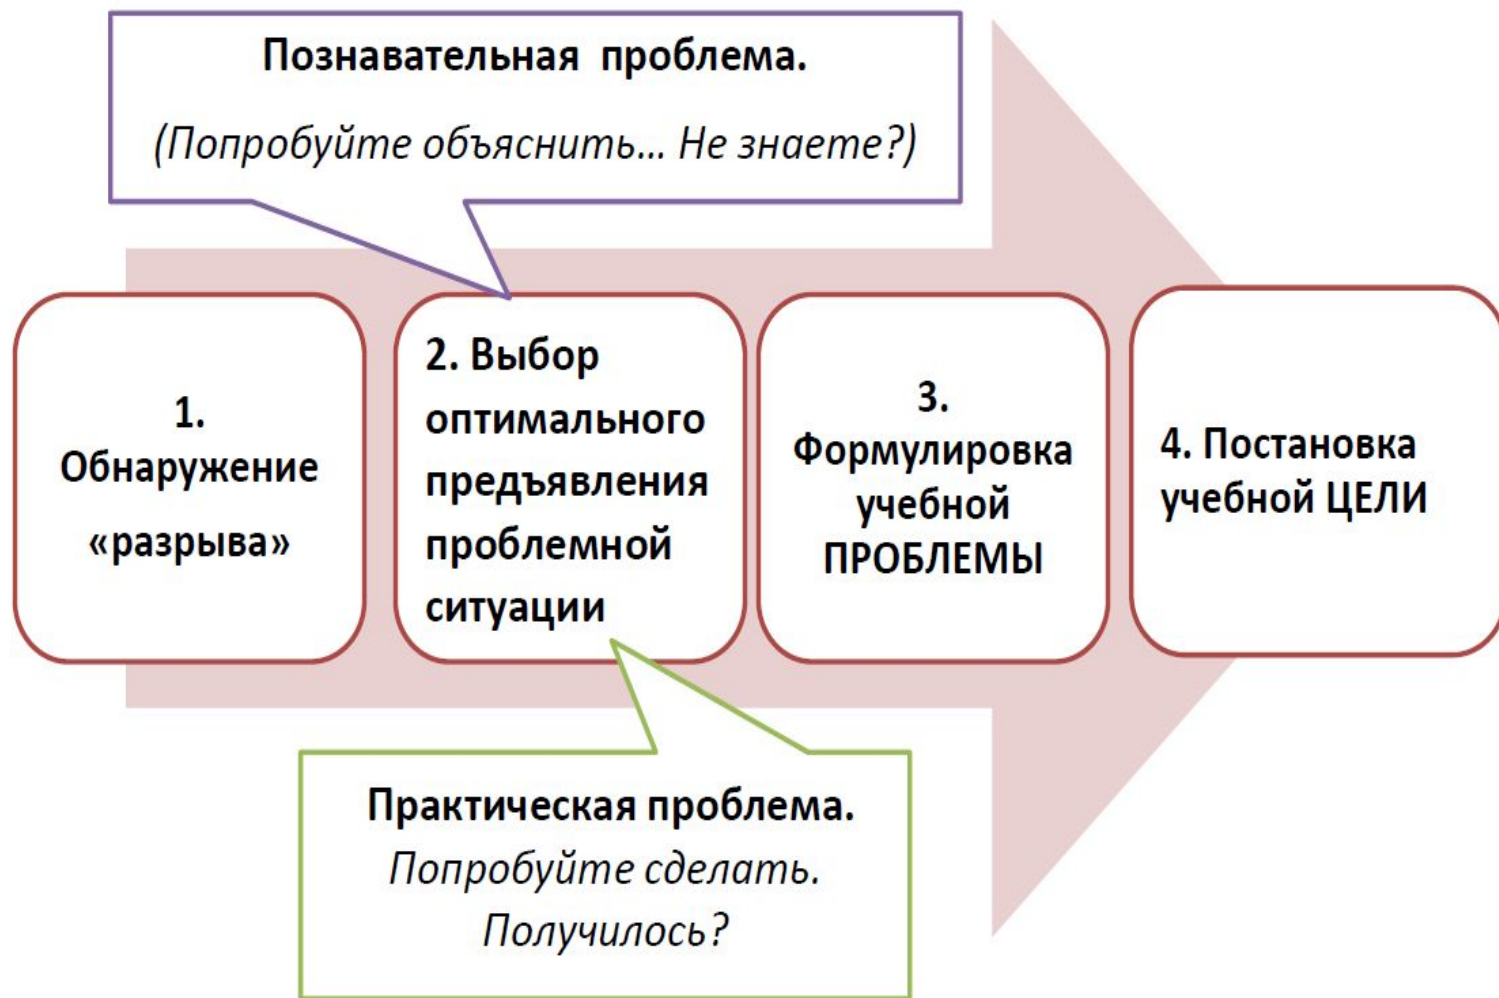 Познавательная проблема.
(Попробуйте объяснить... Не знаете?)
1.
Обнаружение
«разрыва»
2. Выбор
оптимального
предъявления
проблемной
ситуации
3.
Формулировка
учебной
ПРОБЛЕМЫ
4. Постановка
учебной ЦЕЛИ
Практическая проблема.
Попробуйте сделать.
Получилось?